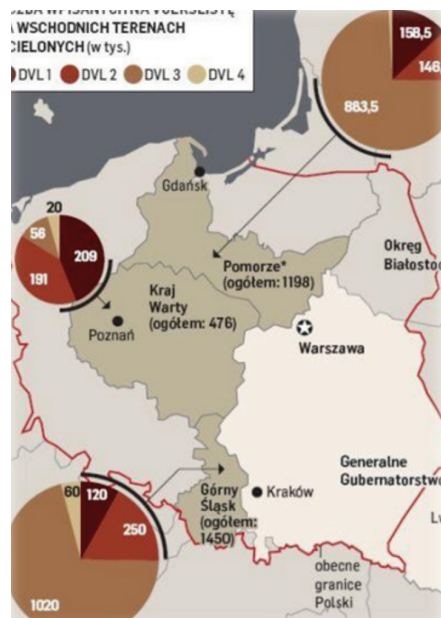 A WSCHODNICH TERENACH
CIELONYCH (w tys.)
DVL 1 DVL 2 DVL 3 DVL 4
158,5
146
883,5
Gdańsk
20
56
209
191
Okręg
Białostoc
Pomorze*
(ogółem: 1198)
Kraj
Warty
(ogółem: 476)
Poznań
Warszawa
Generalne
Gubernatorstwo
60
120
250
1020
Górny
Śląsk
(ogółem:
1450)
Kraków
Lw
obecne
granice
Polski